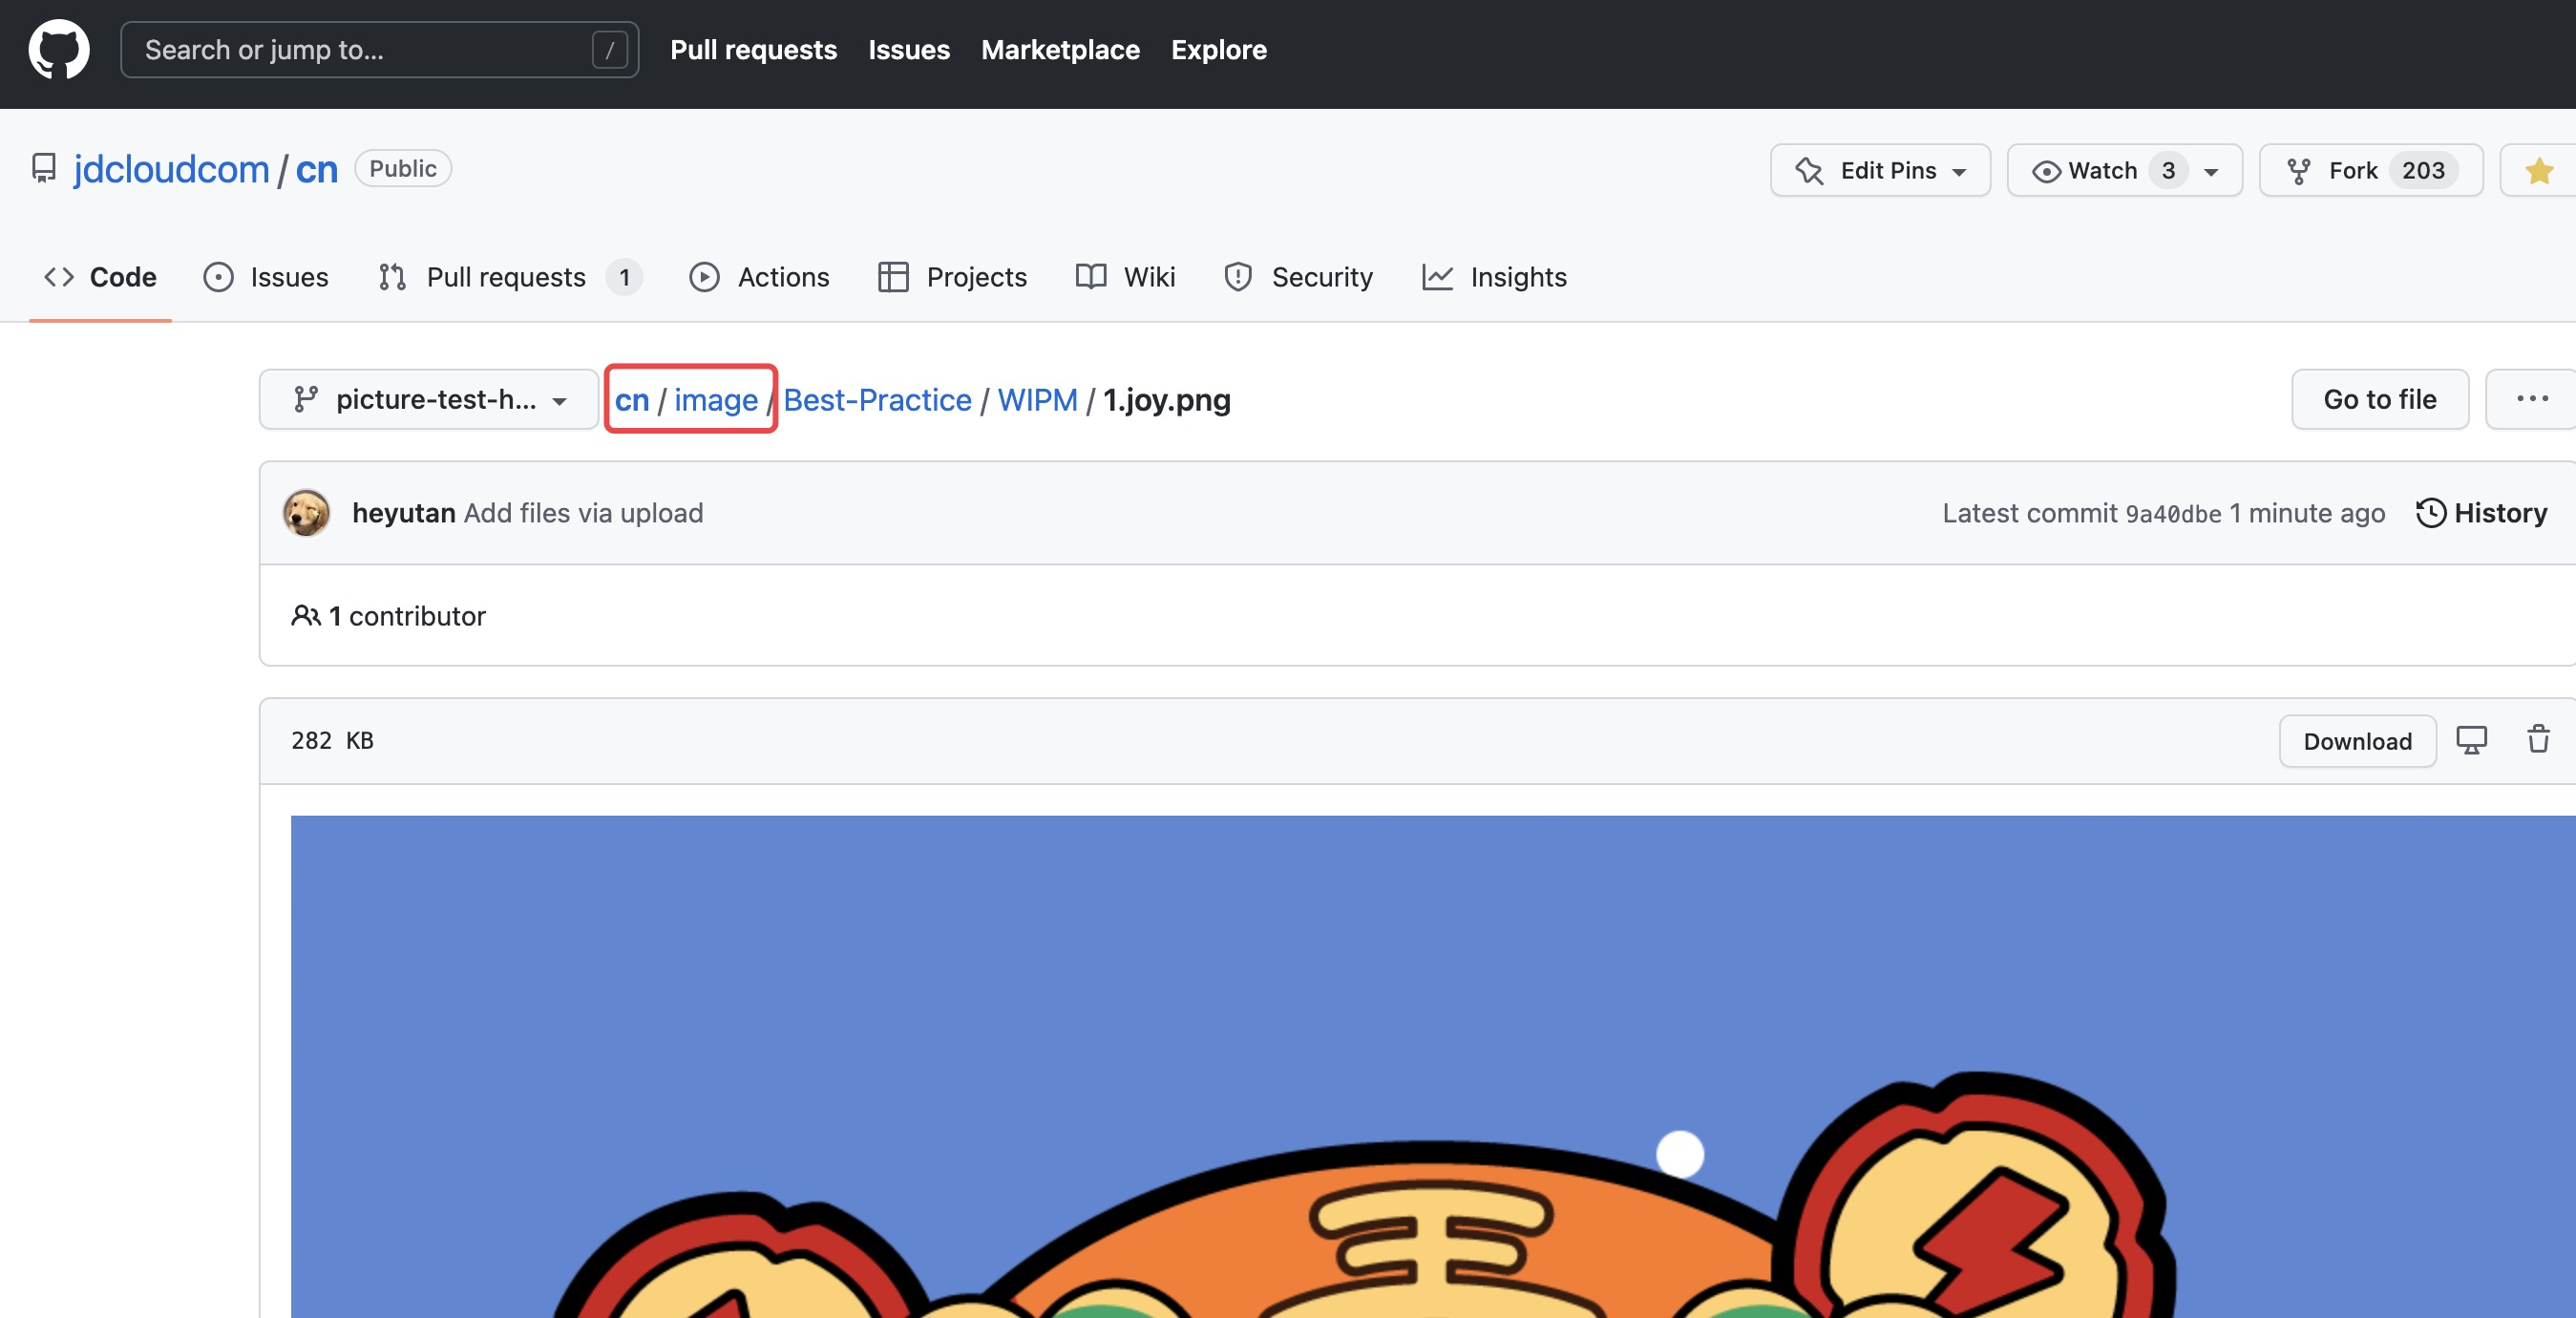 Search or jump to... / Pull requests Issues Marketplace Explore
jdcloudcom / cn Public Edit Pins Watch 3 Fork 203
Code Issues Pull requests 1 Actions Projects Wiki Security Insights
picture-test-h... cn / image / Best-Practice / WIPM / 1.joy.png Go to file ...
heyutan Add files via upload Latest commit 9a40dbe 1 minute ago History
1 contributor
282 KB Download